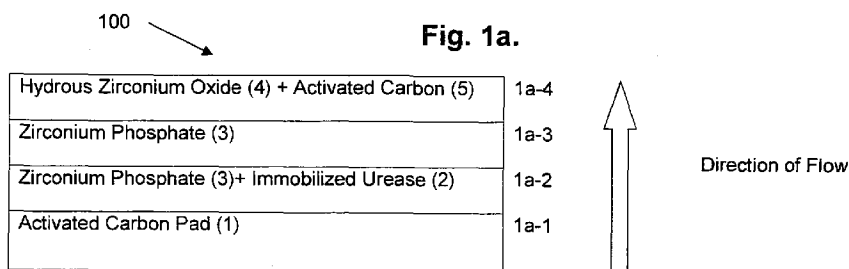 100
Fig. 1a.
Hydrous Zirconium Oxide (4) + Activated Carbon (5) 1a-4
Zirconium Phosphate (3) 1a-3
Zirconium Phosphate (3)+ Immobilized Urease (2) 1a-2
Direction of Flow
Activated Carbon Pad (1) 1a-1